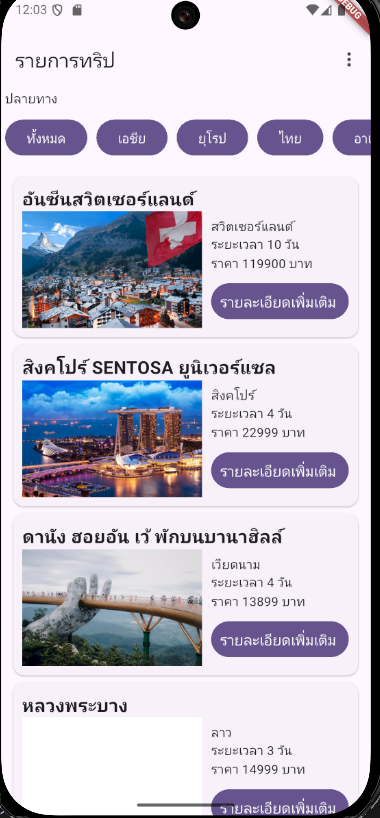 12:03
DEBUG
รายการทริป
ปลายทาง
ทั้งหมด เอเชีย ยุโรป ไทย
อันซีนสวิตเซอร์แลนด์
สวิตเซอร์แลนด์
ระยะเวลา 10 วัน
ราคา 119900 บาท
รายละเอียดเพิ่มเติม
สิงคโปร์ SENTOSA ยูนิเวอร์แซล
สิงคโปร์
ระยะเวลา 4 วัน
ราคา 22999 บาท
รายละเอียดเพิ่มเติม
ดานัง ฮอยอัน เว้ พักบนบานาฮิลล์
เวียดนาม
ระยะเวลา 4 วัน
ราคา 13899 บาท
รายละเอียดเพิ่มเติม
หลวงพระบาง
ลาว
ระยะเวลา 3 วัน
ราคา 14999 บาท
รายละเอียดเพิ่มเติม